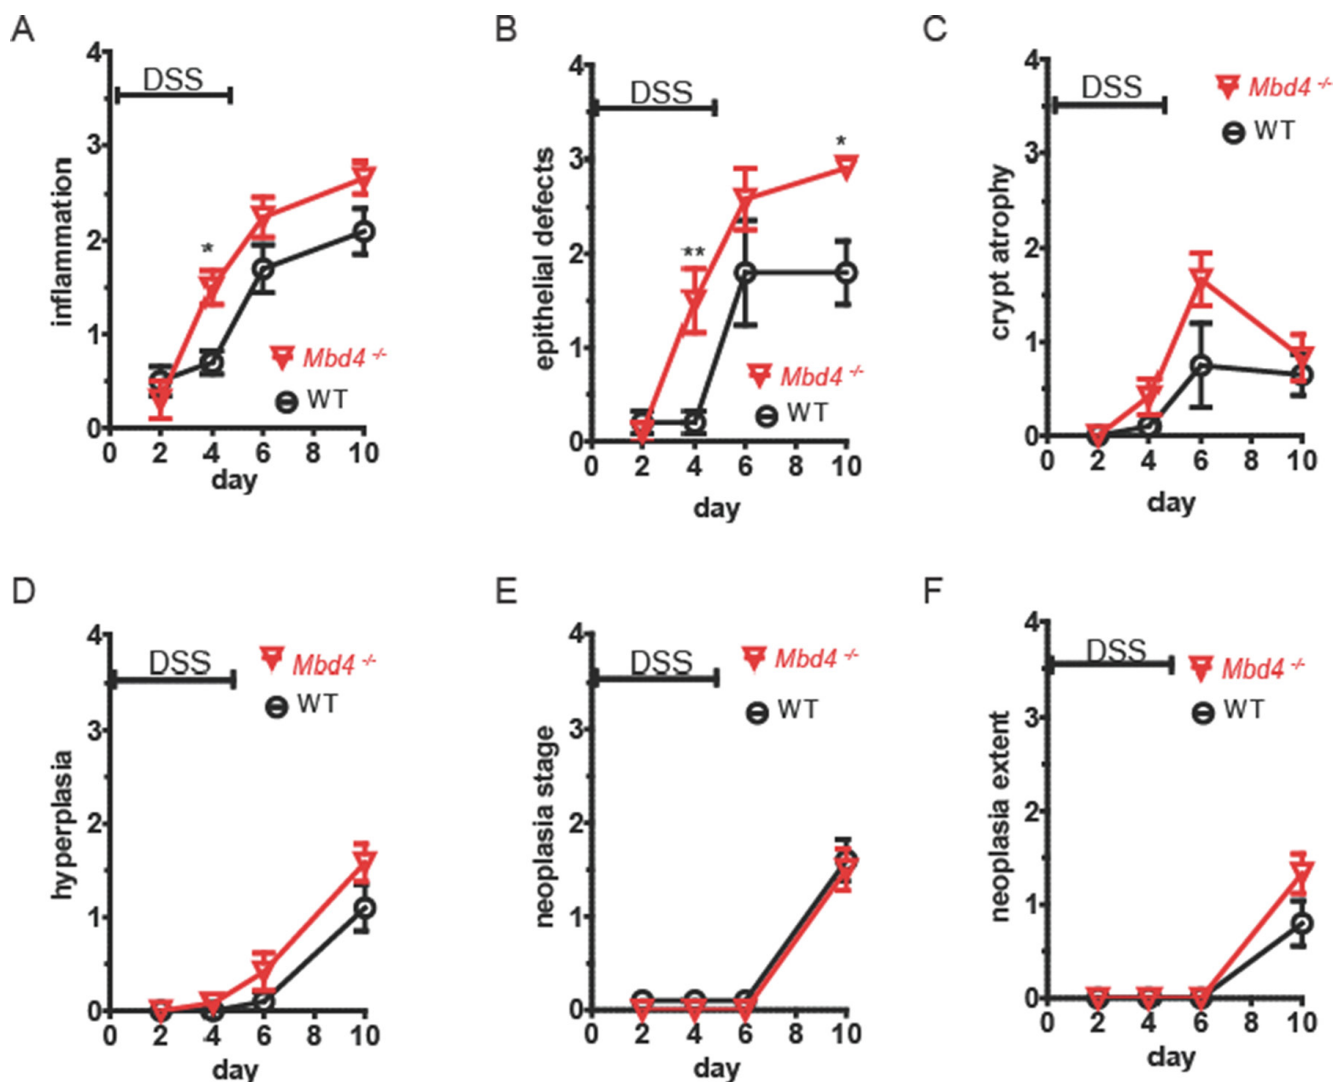 A
4
3
2
1
0
DSS
*
inflammation
Mbd4 -/-
WT
0 2 4 6 8 10
day
B
4
3
2
1
0
DSS
**
*
epithelial defects
Mbd4 -/-
WT
0 2 4 6 8 10
day
C
4
3
2
1
0
DSS
Mbd4 -/-
WT
crypt atrophy
0 2 4 6 8 10
day
D
4
3
2
1
0
DSS
Mbd4 -/-
WT
hyperplasia
0 2 4 6 8 10
day
E
4
3
2
1
0
DSS
Mbd4 -/-
WT
neoplasia stage
0 2 4 6 8 10
day
F
4
3
2
1
0
DSS
Mbd4 -/-
WT
neoplasia extent
0 2 4 6 8 10
day